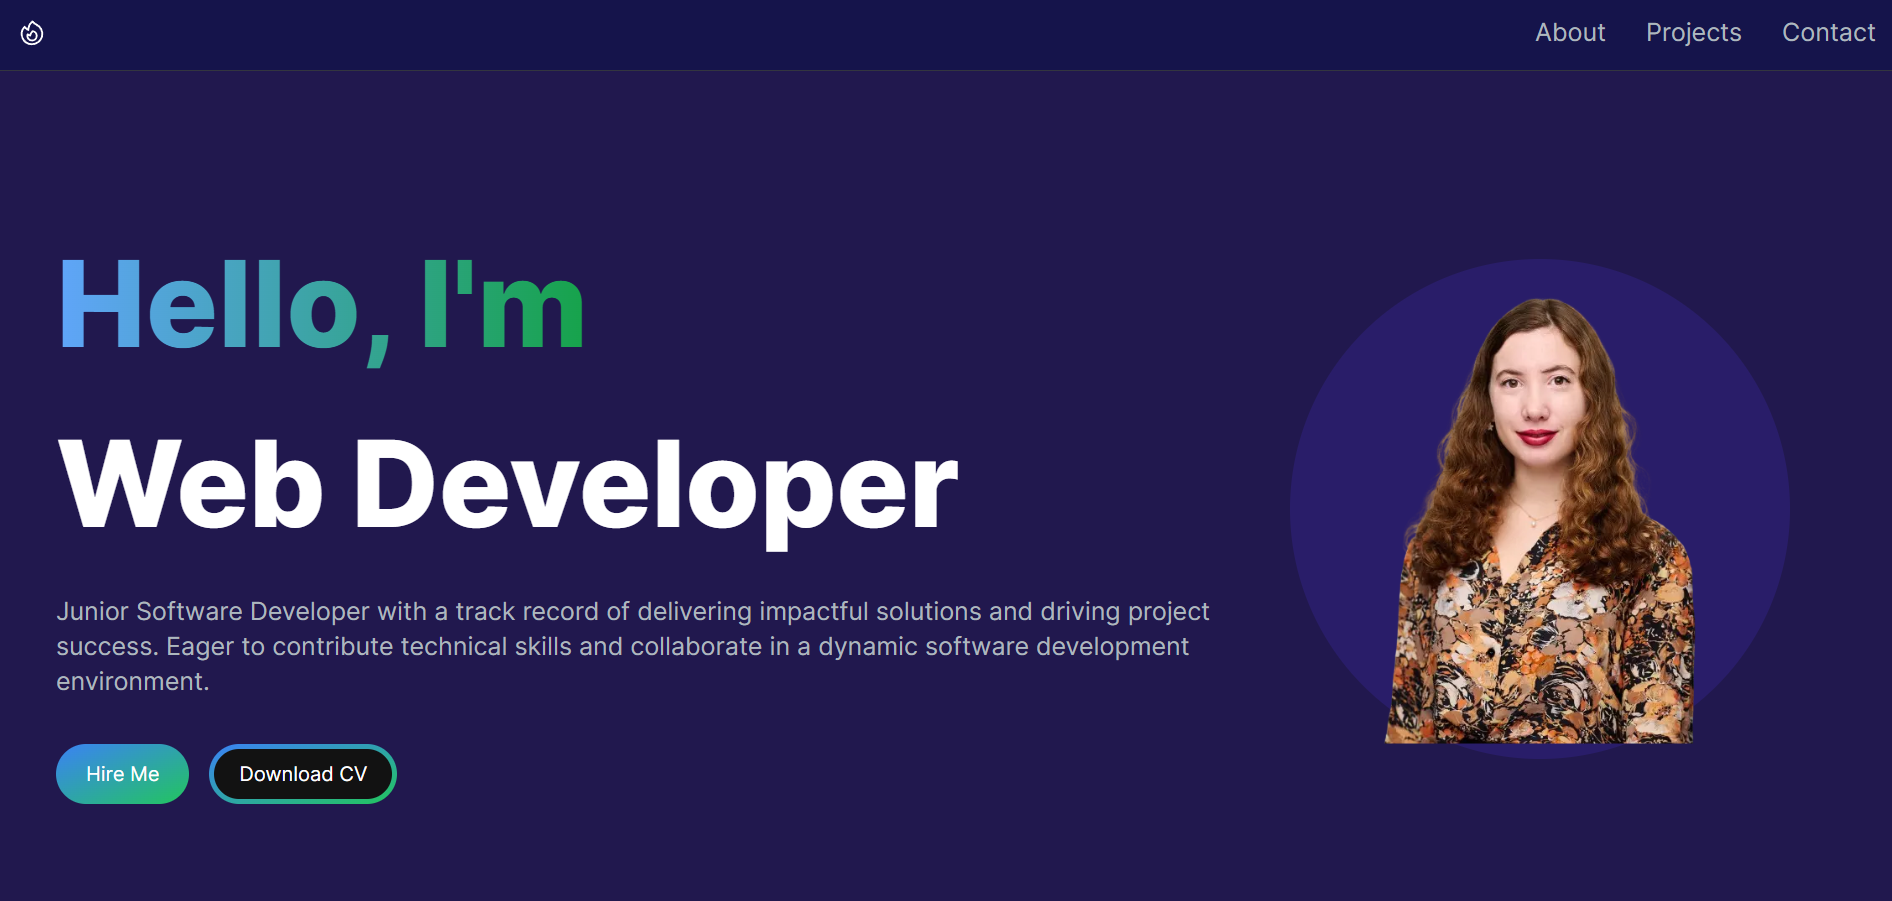 About Projects Contact
Hello, I'm
Web Developer
Junior Software Developer with a track record of delivering impactful solutions and driving project
success. Eager to contribute technical skills and collaborate in a dynamic software development
environment.
Hire Me Download CV